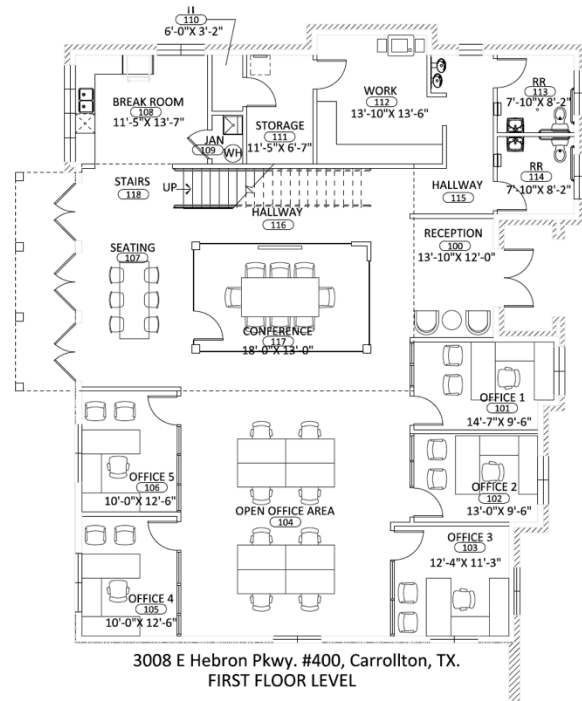 110
6'-0"X 3'-2"
BREAK ROOM
108
11'-5"X 13'-7"
JAN
109
WH
STORAGE
111
11'-5"X 6'-7"
WORK
112
13'-10"X 13'-6"
RR
113
7'-10"X 8'-2"
RR
114
7'-10"X 8'-2"
STAIRS
118
UP
HALLWAY
116
HALLWAY
115
SEATING
107
RECEPTION
100
13'-10"X 12'-0"
CONFERENCE
117
18'-0"X 13'-0"
OFFICE 1
101
14'-7"X 9'-6"
OFFICE 5
106
10'-0"X 12'-6"
OPEN OFFICE AREA
104
OFFICE 2
102
13'-0"X 9'-6"
OFFICE 3
103
12'-4"X 11'-3"
OFFICE 4
105
10'-0"X 12'-6"
3008 E Hebron Pkwy. #400, Carrollton, TX.
FIRST FLOOR LEVEL